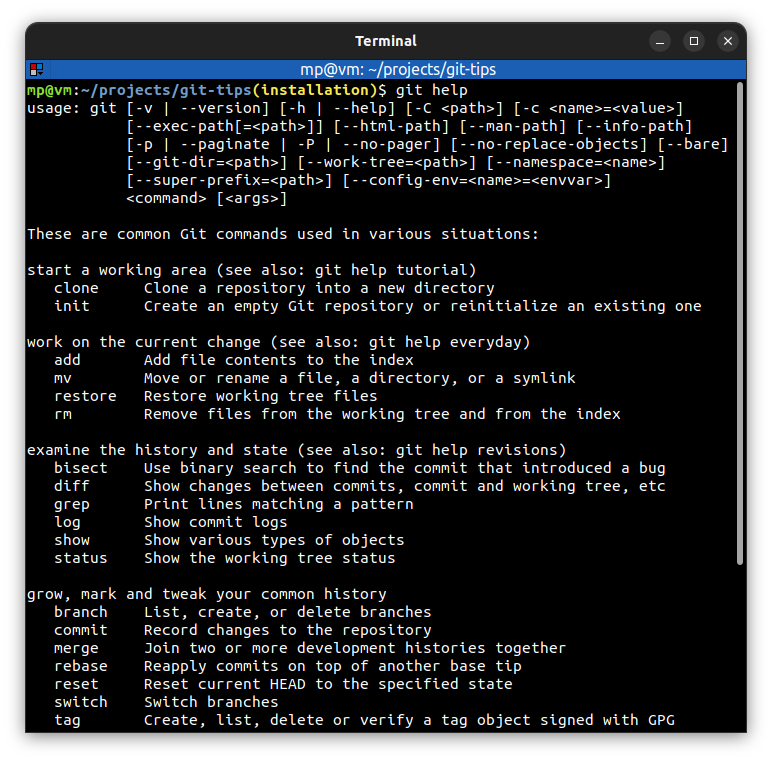 Terminal
mp@vm: ~/projects/git-tips
mp@vm:~/projects/git-tips(installation)$ git help
usage: git [-v | --version] [-h | --help] [-C <path>] [-c <name>=<value>]
           [--exec-path[=<path>]] [--html-path] [--man-path] [--info-path]
           [-p | --paginate | -P | --no-pager] [--no-replace-objects] [--bare]
           [--git-dir=<path>] [--work-tree=<path>] [--namespace=<name>]
           [--super-prefix=<path>] [--config-env=<name>=<envvar>]
           <command> [<args>]

These are common Git commands used in various situations:

start a working area (see also: git help tutorial)
   clone     Clone a repository into a new directory
   init      Create an empty Git repository or reinitialize an existing one

work on the current change (see also: git help everyday)
   add       Add file contents to the index
   mv        Move or rename a file, a directory, or a symlink
   restore   Restore working tree files
   rm        Remove files from the working tree and from the index

examine the history and state (see also: git help revisions)
   bisect    Use binary search to find the commit that introduced a bug
   diff      Show changes between commits, commit and working tree, etc
   grep      Print lines matching a pattern
   log       Show commit logs
   show      Show various types of objects
   status    Show the working tree status

grow, mark and tweak your common history
   branch    List, create, or delete branches
   commit    Record changes to the repository
   merge     Join two or more development histories together
   rebase    Reapply commits on top of another base tip
   reset     Reset current HEAD to the specified state
   switch    Switch branches
   tag       Create, list, delete or verify a tag object signed with GPG